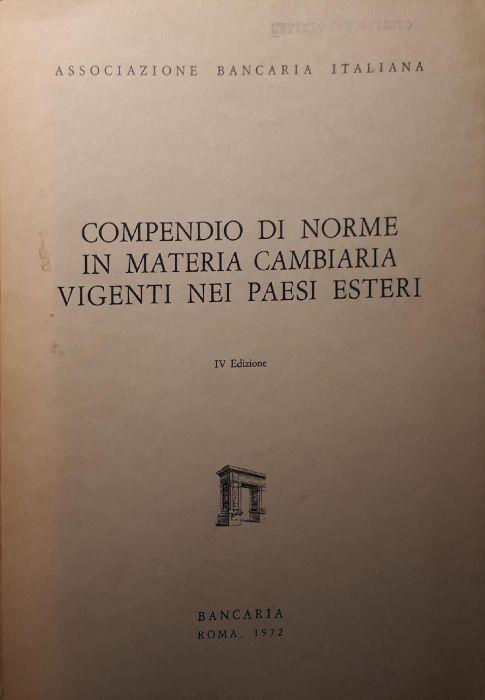 ASSOCIAZIONE BANCARIA ITALIANA
COMPENDIO DI NORME
IN MATERIA CAMBIARIA
VIGENTI NEI PAESI ESTERI
IV Edizione
BANCARIA
ROMA, 1972